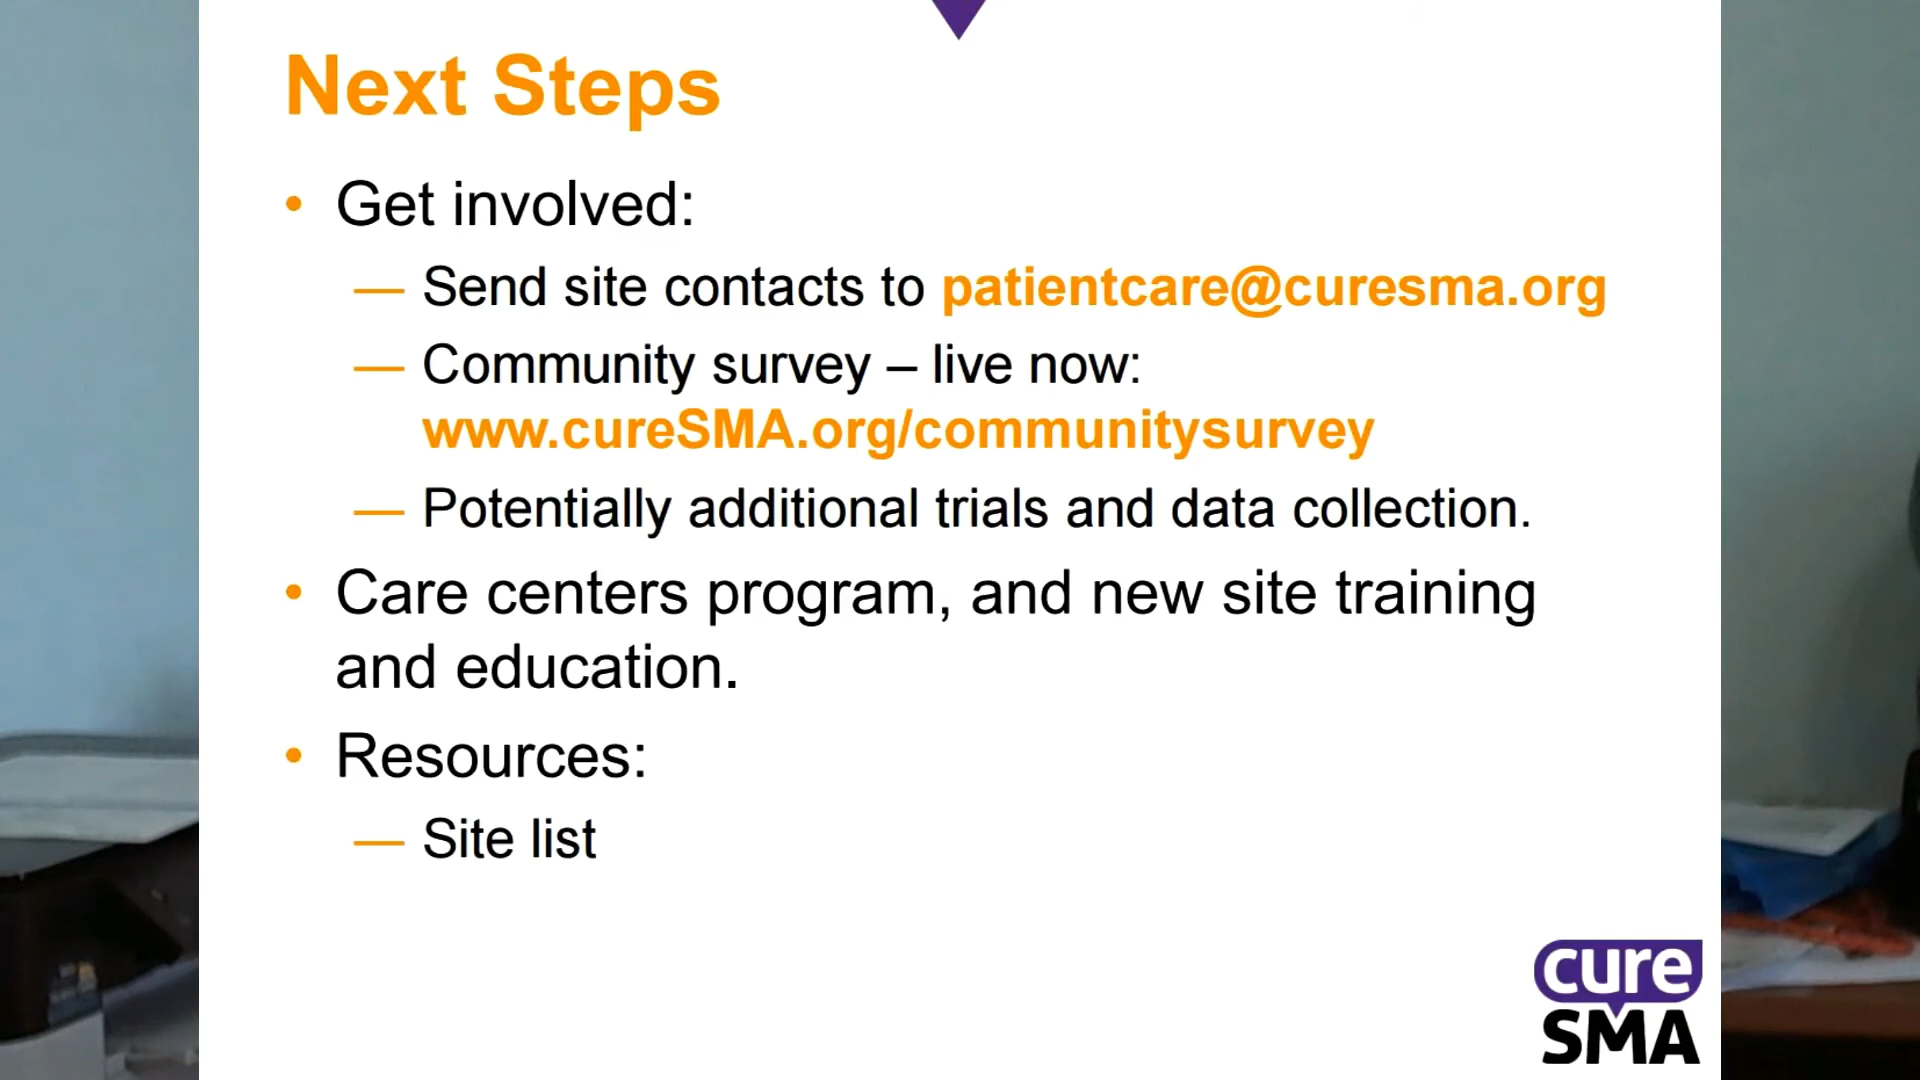 Next Steps
• Get involved:
— Send site contacts to patientcare@curesma.org
— Community survey – live now:
www.cureSMA.org/communitysurvey
— Potentially additional trials and data collection.
• Care centers program, and new site training
and education.
• Resources:
— Site list
cure
SMA